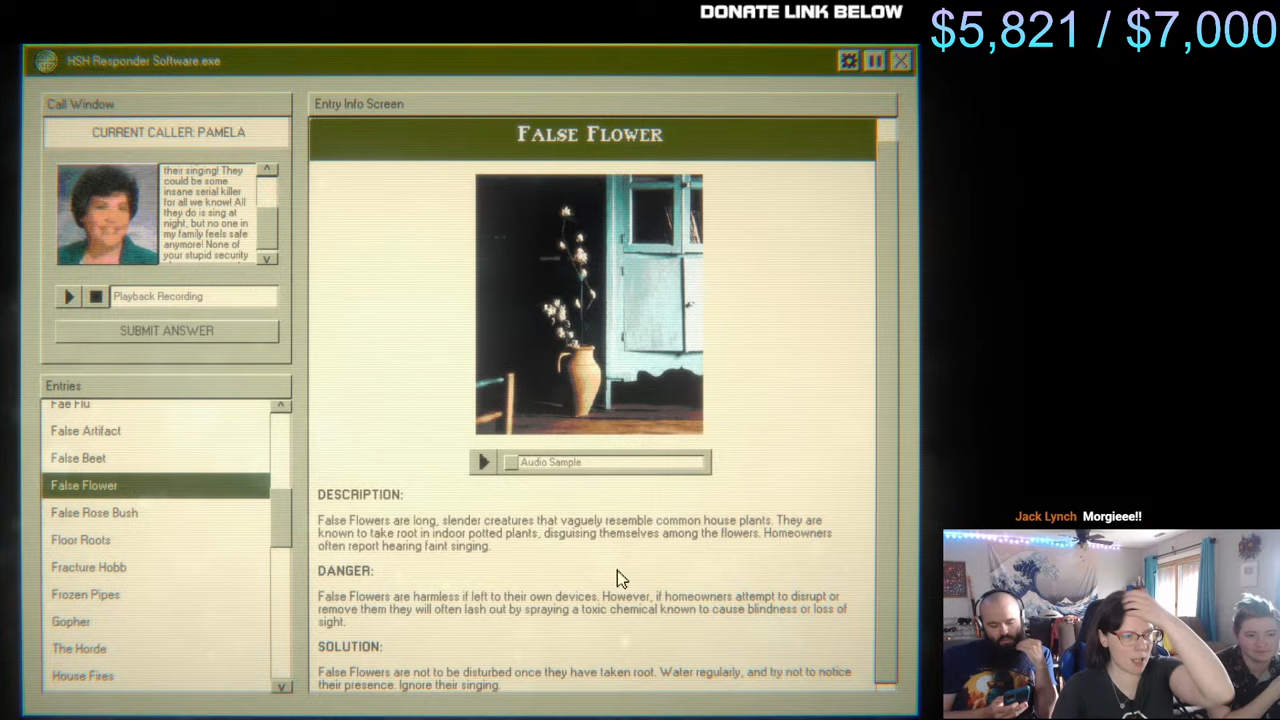 DONATE LINK BELOW
$5,821 / $7,000
HSH Responder Software.exe
Call Window
CURRENT CALLER: PAMELA
their singing! They
could be some
insane serial killer
for all we know! All
they do is sing at
night, but no one in
my family feels safe
anymore! None of
your stupid security
Playback Recording
SUBMIT ANSWER
Entries
Fae Flu
False Artifact
False Beet
False Flower
False Rose Bush
Floor Roots
Fracture Hobb
Frozen Pipes
Gopher
The Horde
House Fires
Entry Info Screen
FALSE FLOWER
Audio Sample
DESCRIPTION:
False Flowers are long, slender creatures that vaguely resemble common house plants. They are
known to take root in indoor potted plants, disguising themselves among the flowers. Homeowners
often report hearing faint singing.
DANGER:
False Flowers are harmless if left to their own devices. However, if homeowners attempt to disrupt or
remove them they will often lash out by spraying a toxic chemical known to cause blindness or loss of
sight.
SOLUTION:
False Flowers are not to be disturbed once they have taken root. Water regularly, and try not to notice
their presence. Ignore their singing.
Jack Lynch Morgieee!!